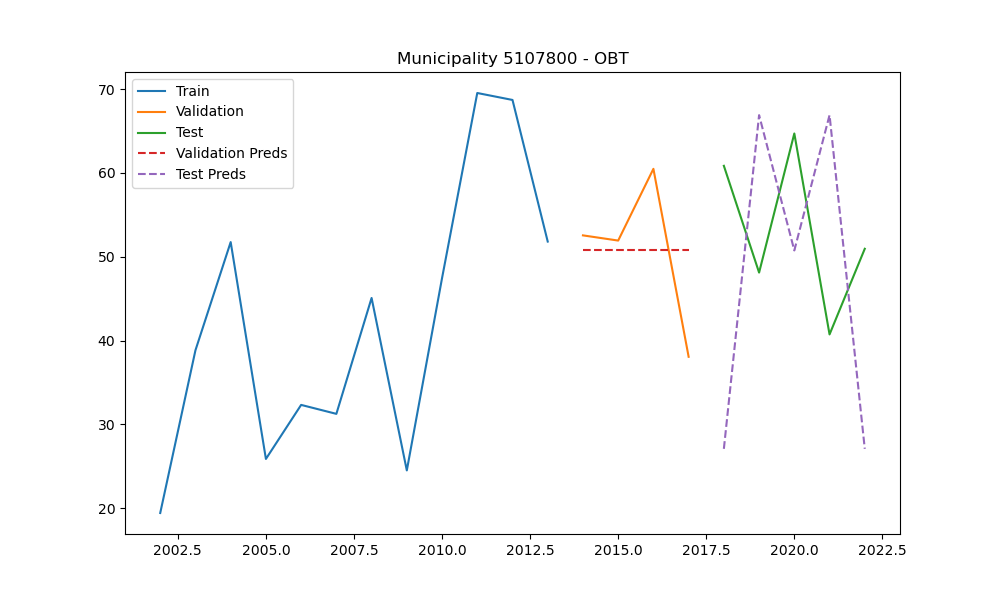 Municipality 5107800 - OBT
Train
Validation
Test
Validation Preds
Test Preds
70
60
50
40
30
20
2002.5 2005.0 2007.5 2010.0 2012.5 2015.0 2017.5 2020.0 2022.5